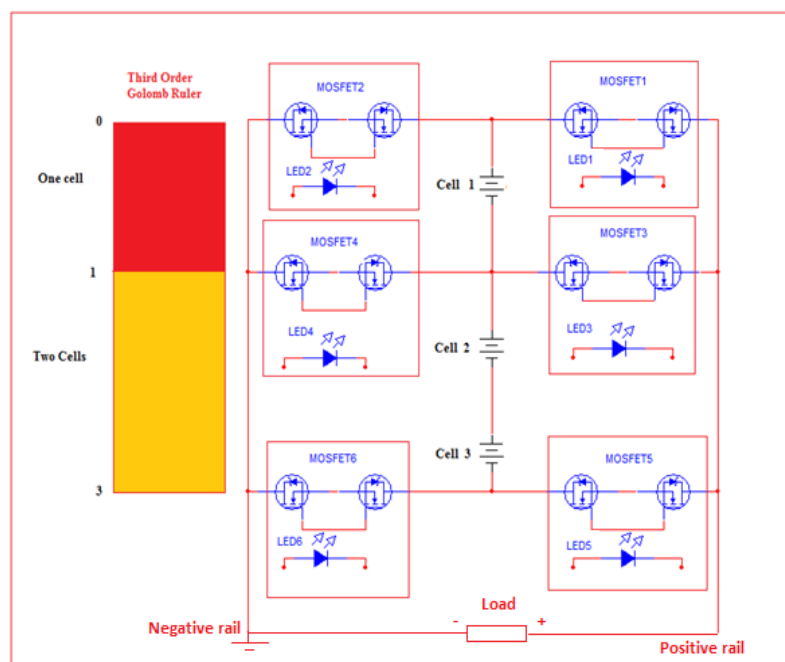 Third Order
Golomb Ruler
0
One cell
1
Two Cells
3
MOSFET2
LED2
MOSFET1
LED1
Cell 1
MOSFET4
LED4
MOSFET3
LED3
Cell 2
Cell 3
MOSFET6
LED6
MOSFET5
LED5
Negative rail
- Load +
Positive rail